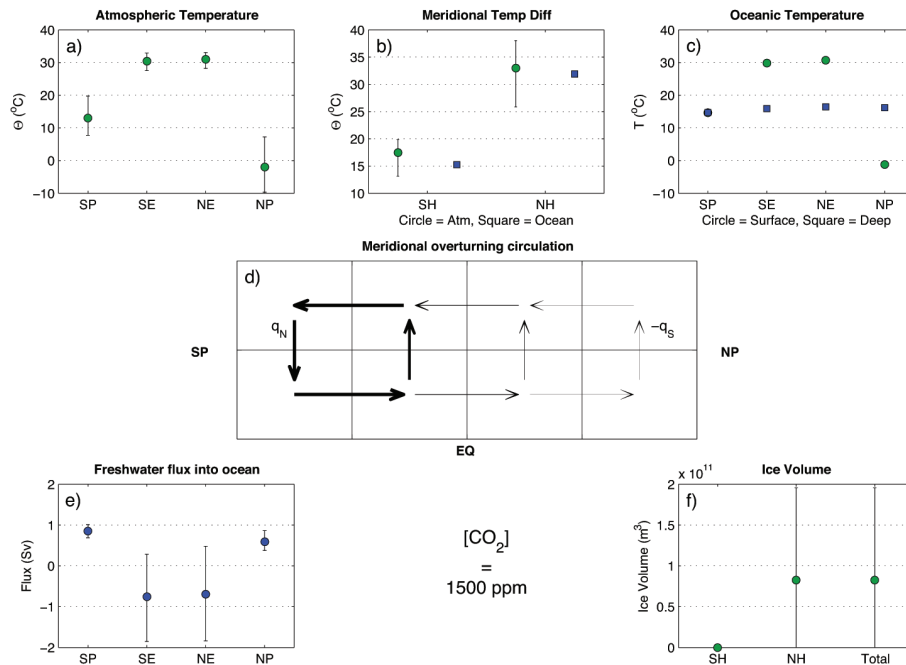 Atmospheric Temperature
a)
40
30
20
10
0
−10
Θ (°C)
SP SE NE NP
Meridional Temp Diff
b)
40
35
30
25
20
15
10
Θ (°C)
SH NH
Circle = Atm, Square = Ocean
Oceanic Temperature
c)
40
30
20
10
0
−10
T (°C)
SP SE NE NP
Circle = Surface, Square = Deep
Meridional overturning circulation
d)
q_N
−q_S
SP
NP
EQ
Freshwater flux into ocean
e)
2
1
0
−1
−2
Flux (Sv)
SP SE NE NP
[CO₂]
=
1500 ppm
Ice Volume
x 10¹¹
f)
2
1.5
1
0.5
0
Ice Volume (m³)
SH NH Total